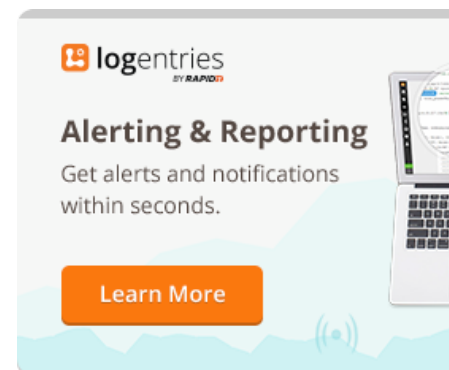 logentries
BY RAPID7
Alerting & Reporting
Get alerts and notifications
within seconds.
Learn More